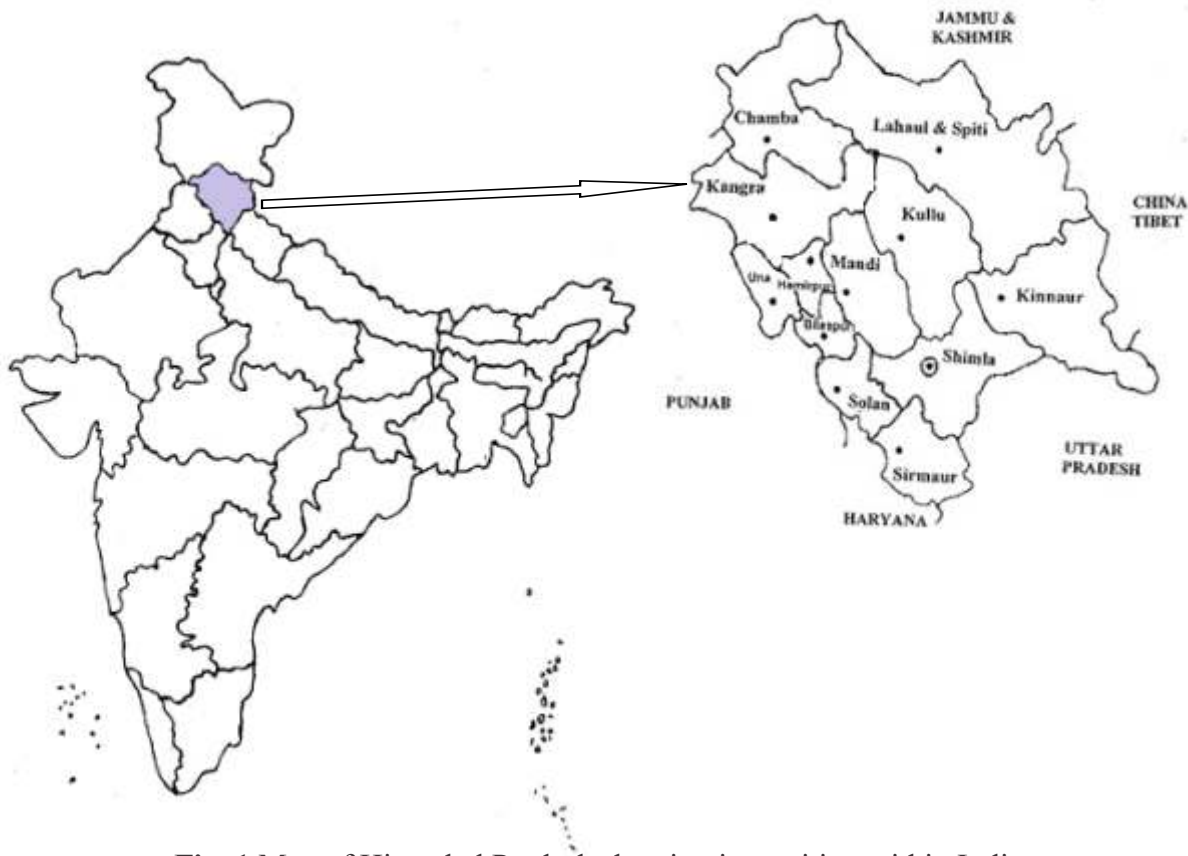 JAMMU &
KASHMIR
Chamba
Lahaul & Spiti
Kangra
CHINA
TIBET
Kullu
Mandi
Una
Hamirpur
Kinnaur
Bilaspur
Shimla
PUNJAB
Solan
UTTAR
PRADESH
Sirmaur
HARYANA
Fig. 1 Map of Himachal Pradesh showing its position within India